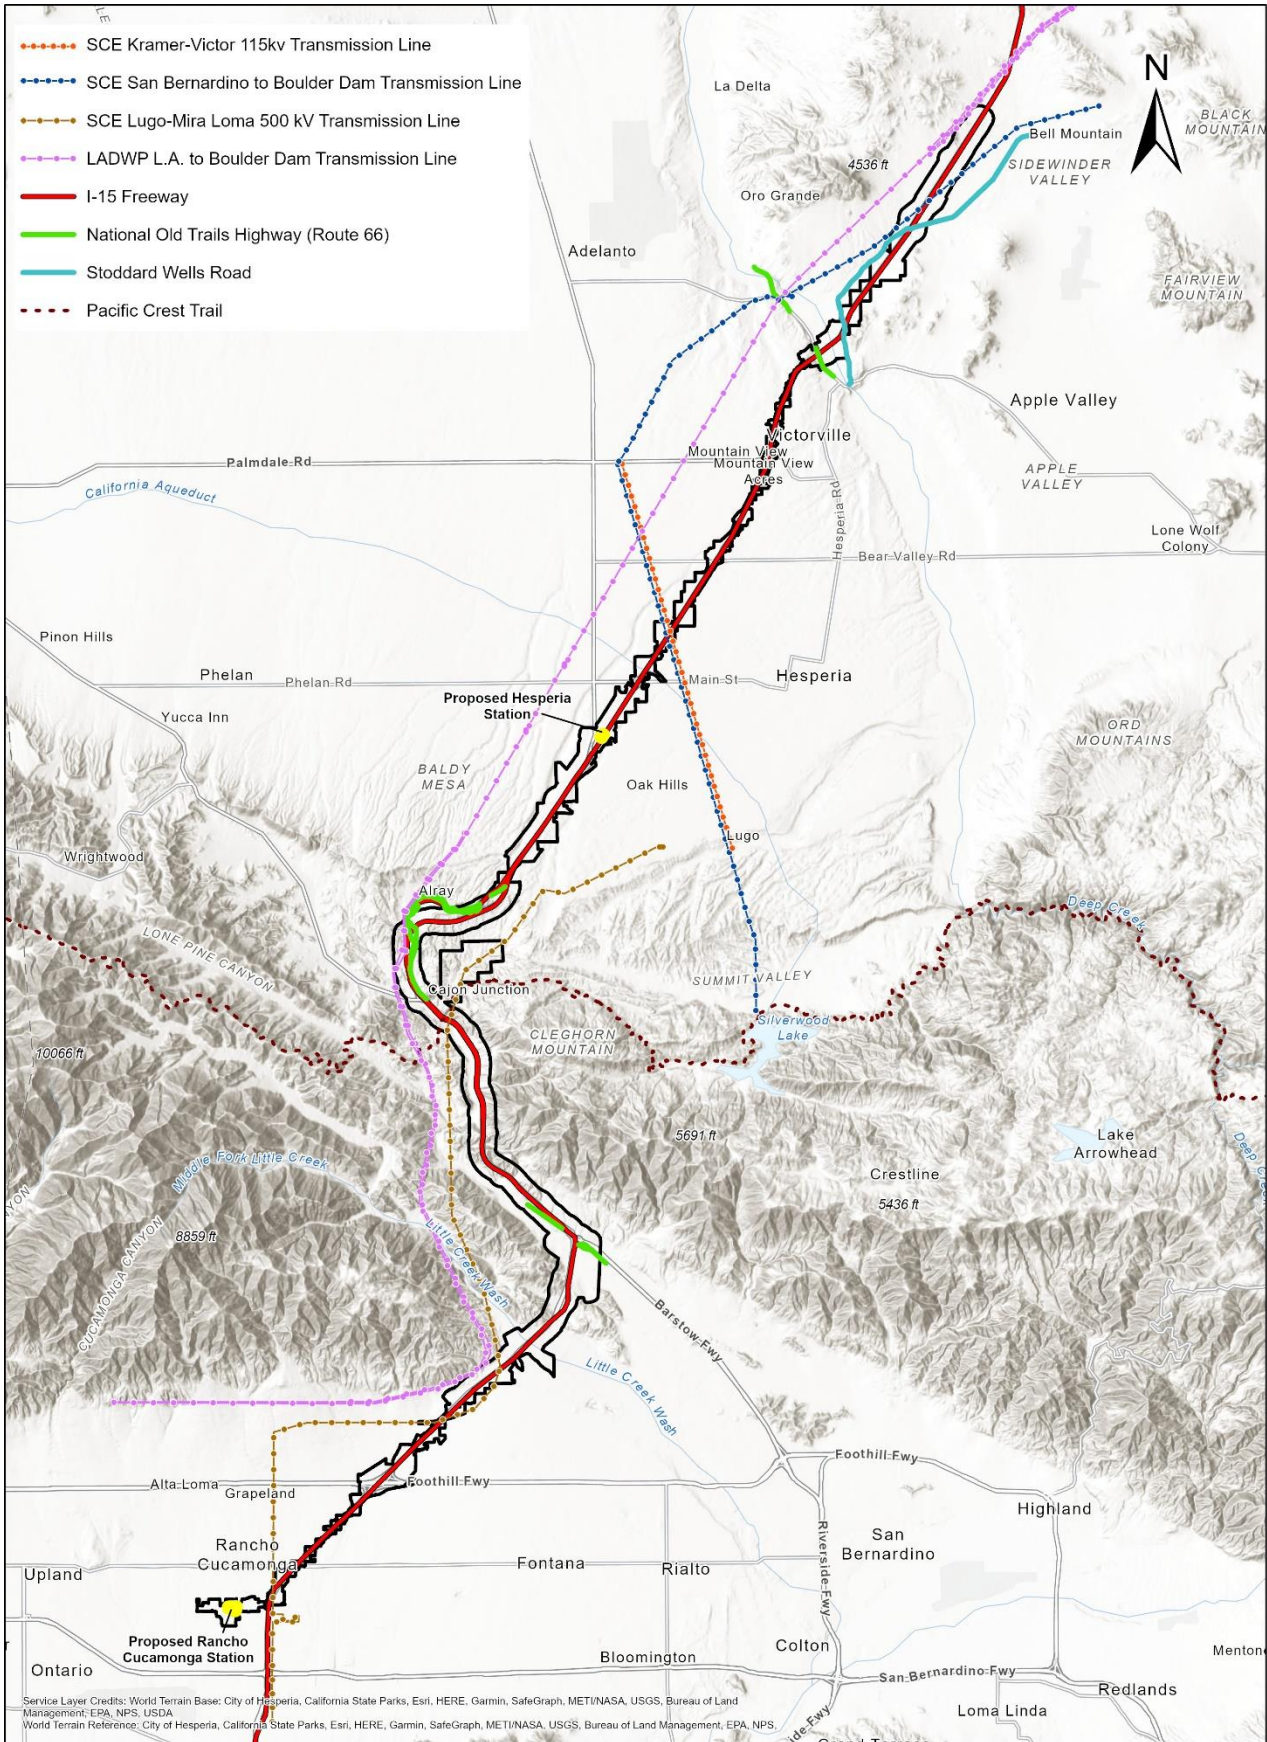 SCE Kramer-Victor 115kv Transmission Line
SCE San Bernardino to Boulder Dam Transmission Line
SCE Lugo-Mira Loma 500 kV Transmission Line
LADWP L.A. to Boulder Dam Transmission Line
I-15 Freeway
National Old Trails Highway (Route 66)
Stoddard Wells Road
Pacific Crest Trail
N
La Delta
BLACK
MOUNTAIN
Bell Mountain
4536 ft
SIDEWINDER
VALLEY
Oro Grande
Adelanto
FAIRVIEW
MOUNTAIN
Apple Valley
Victorville
Mountain View
Mountain View
Acres
Palmdale Rd
APPLE
VALLEY
California Aqueduct
Hesperia Rd
Lone Wolf
Colony
Bear Valley Rd
Pinon Hills
Phelan
Phelan Rd
Main St
Hesperia
Proposed Hesperia
Station
Yucca Inn
ORD
MOUNTAINS
BALDY
MESA
Oak Hills
Lugo
Wrightwood
Alray
Deep Creek
LONE PINE CANYON
SUMMIT VALLEY
Cajon Junction
Silverwood
Lake
CLEGHORN
MOUNTAIN
10066 ft
5691 ft
Lake
Arrowhead
Deep Cre
Middle Fork Little Creek
Crestline
5436 ft
YON
8859 ft
CUCAMONGA CANYON
Little Creek Wash
Barstow Fwy
Little Creek Wash
Foothill Fwy
Alta Loma
Grapeland
Foothill Fwy
Highland
Rancho
Cucamonga
San
Bernardino
Riverside Fwy
Upland
Fontana
Rialto
Proposed Rancho
Cucamonga Station
Colton
Mentone
Ontario
Bloomington
San Bernardino Fwy
Redlands
Loma Linda
ide Fwy
Service Layer Credits: World Terrain Base: City of Hesperia, California State Parks, Esri, HERE, Garmin, SafeGraph, METI/NASA, USGS, Bureau of Land
Management, EPA, NPS, USDA
World Terrain Reference: City of Hesperia, California State Parks, Esri, HERE, Garmin, SafeGraph, METI/NASA, USGS, Bureau of Land Management, EPA, NPS,